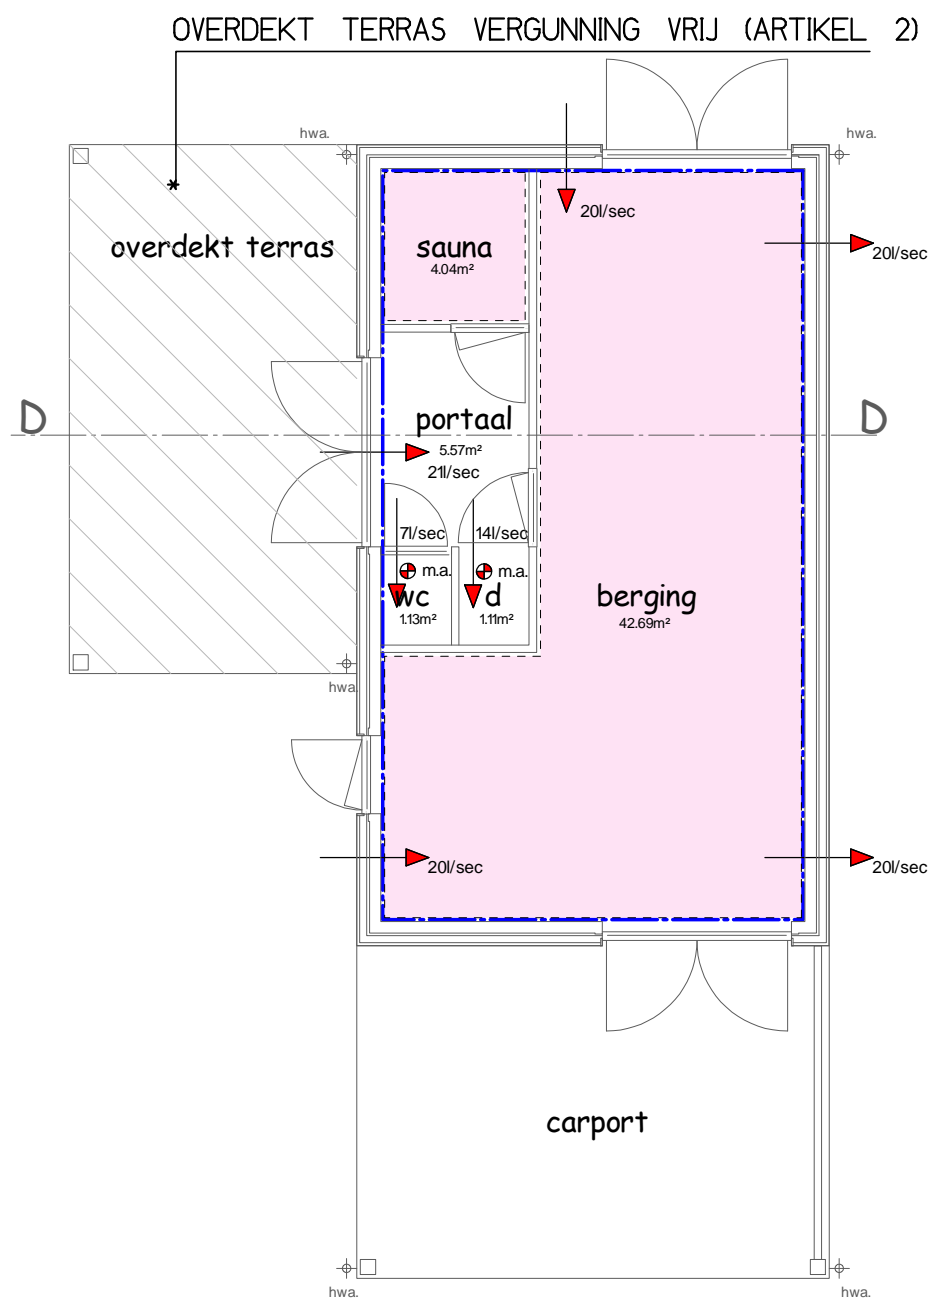 OVERDEKT TERRAS VERGUNNING VRIJ (ARTIKEL 2)
hwa.
hwa.
20l/sec
overdekt terras
sauna
4.04m²
20l/sec
D
D
portaal
5.57m²
21l/sec
7l/sec
14l/sec
m.a.
m.a.
wc
1.13m²
d
1.11m²
berging
42.69m²
hwa.
20l/sec
20l/sec
carport
hwa.
hwa.